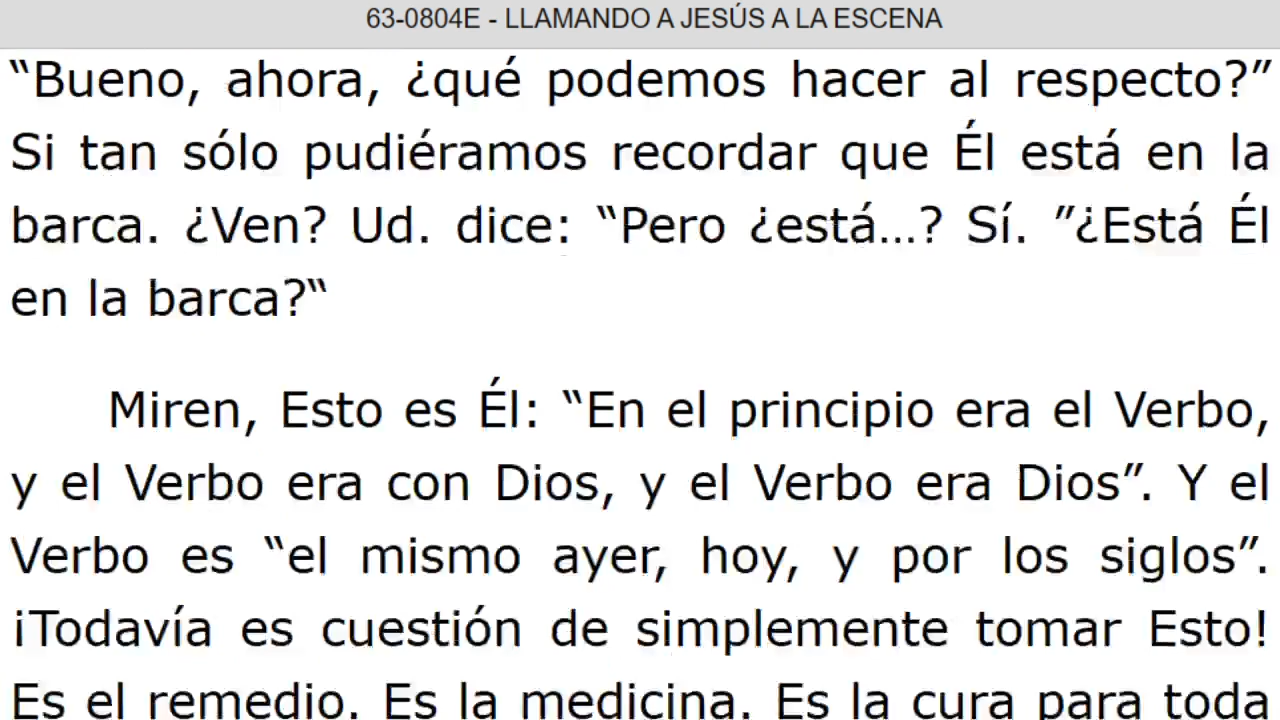 63-0804E - LLAMANDO A JESÚS A LA ESCENA
“Bueno, ahora, ¿qué podemos hacer al respecto?”
Si tan sólo pudiéramos recordar que Él está en la
barca. ¿Ven? Ud. dice: “Pero ¿está...? Sí. ”¿Está Él
en la barca?“
Miren, Esto es Él: “En el principio era el Verbo,
y el Verbo era con Dios, y el Verbo era Dios”. Y el
Verbo es “el mismo ayer, hoy, y por los siglos”.
¡Todavía es cuestión de simplemente tomar Esto!
Es el remedio. Es la medicina. Es la cura para toda